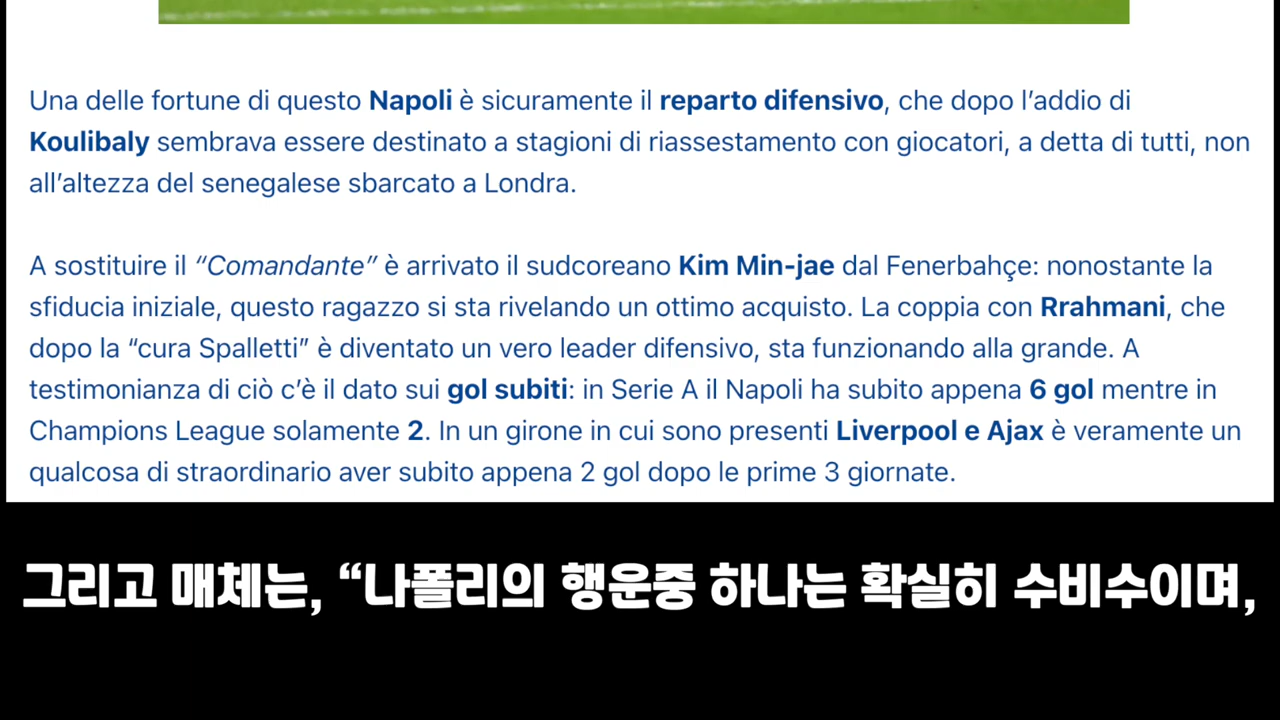 Una delle fortune di questo Napoli è sicuramente il reparto difensivo, che dopo l’addio di
Koulibaly sembrava essere destinato a stagioni di riassestamento con giocatori, a detta di tutti, non
all’altezza del senegalese sbarcato a Londra.
A sostituire il “Comandante” è arrivato il sudcoreano Kim Min-jae dal Fenerbahçe: nonostante la
sfiducia iniziale, questo ragazzo si sta rivelando un ottimo acquisto. La coppia con Rrahmani, che
dopo la “cura Spalletti” è diventato un vero leader difensivo, sta funzionando alla grande. A
testimonianza di ciò c’è il dato sui gol subiti: in Serie A il Napoli ha subito appena 6 gol mentre in
Champions League solamente 2. In un girone in cui sono presenti Liverpool e Ajax è veramente un
qualcosa di straordinario aver subito appena 2 gol dopo le prime 3 giornate.
그리고 매체는, “나폴리의 행운중 하나는 확실히 수비수이며,